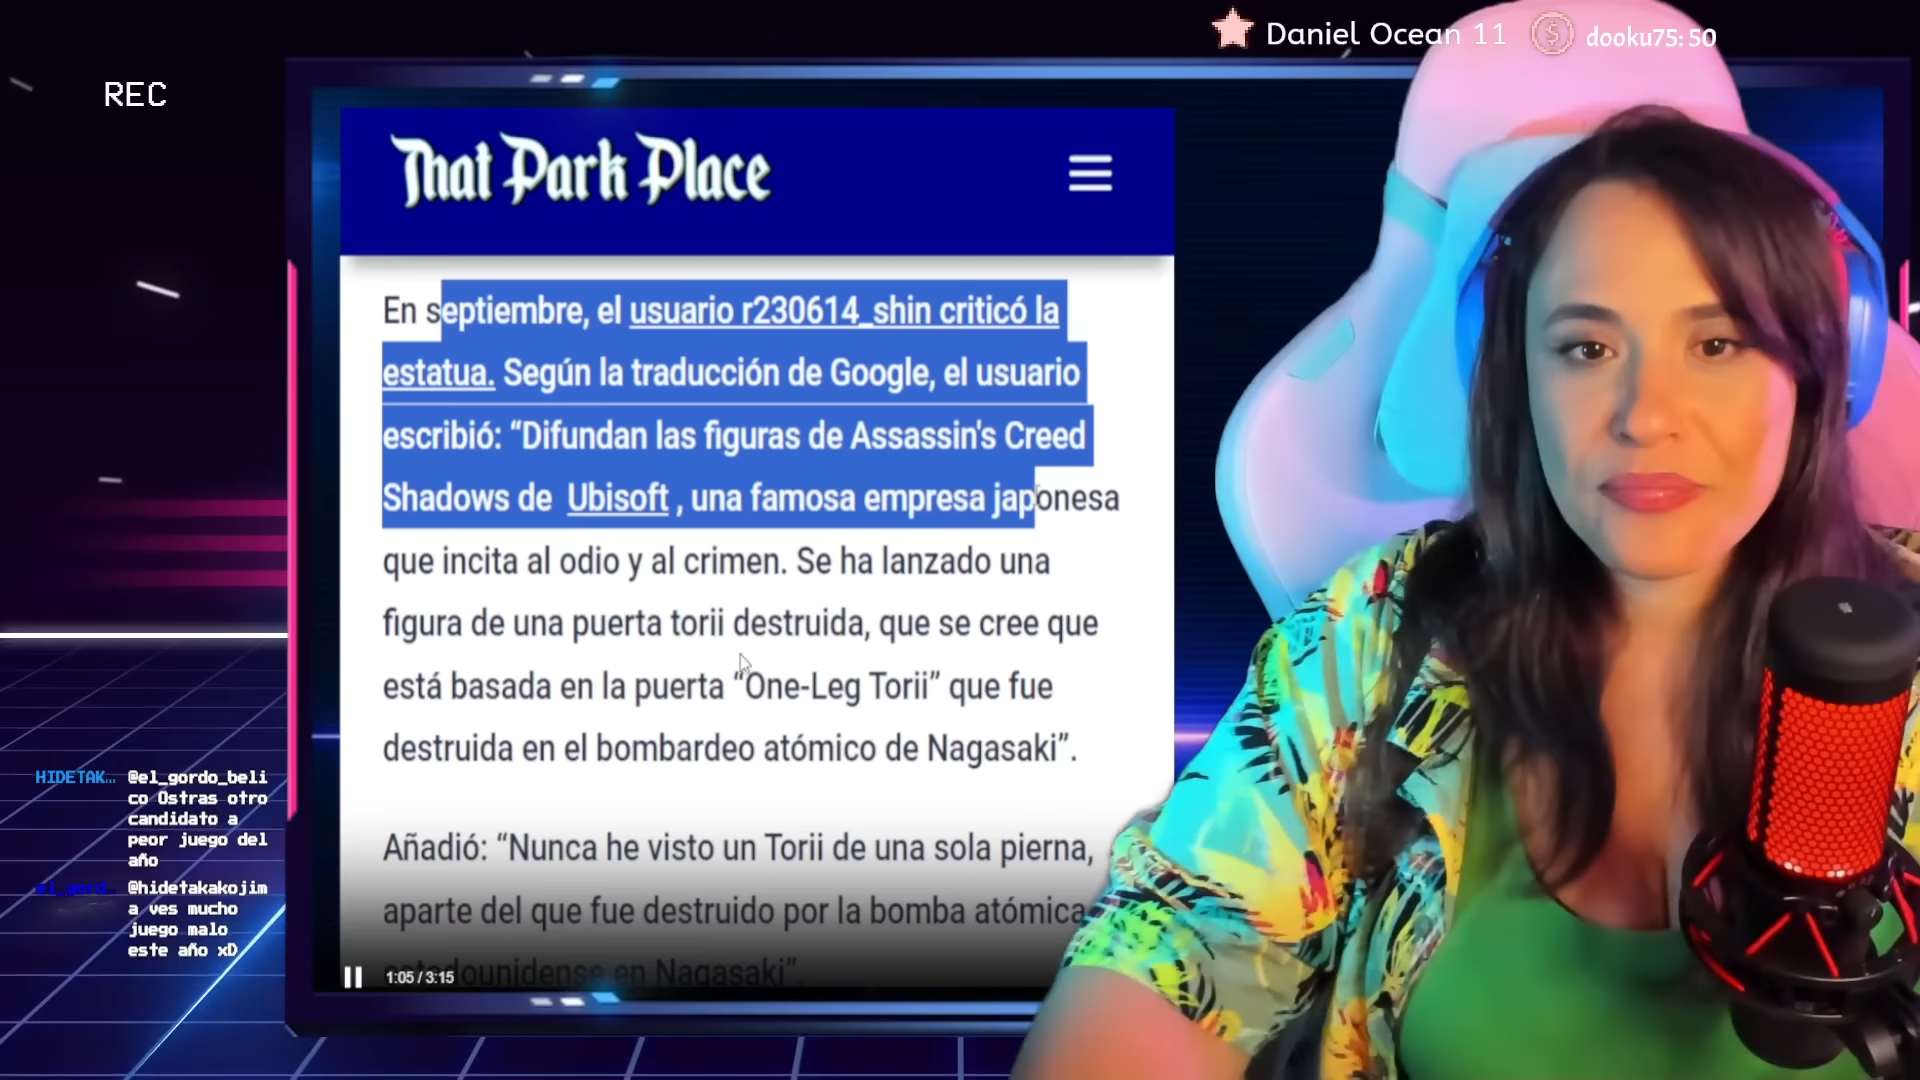 Daniel Ocean 11
dooku75: 50
REC
That Park Place
En septiembre, el usuario r230614_shin criticó la
estatua. Según la traducción de Google, el usuario
escribió: “Difundan las figuras de Assassin's Creed
Shadows de Ubisoft , una famosa empresa japonesa
que incita al odio y al crimen. Se ha lanzado una
figura de una puerta torii destruida, que se cree que
está basada en la puerta “One-Leg Torii” que fue
destruida en el bombardeo atómico de Nagasaki”.
Añadió: “Nunca he visto un Torii de una sola pierna,
aparte del que fue destruido por la bomba atómica
estadounidense en Nagasaki”.
1:05 / 3:15
HIDETAK... @el_gordo_beli
co Ostras otro
candidato a
peor juego del
año
el_gord... @hidetakakojim
a ves mucho
juego malo
este año xD